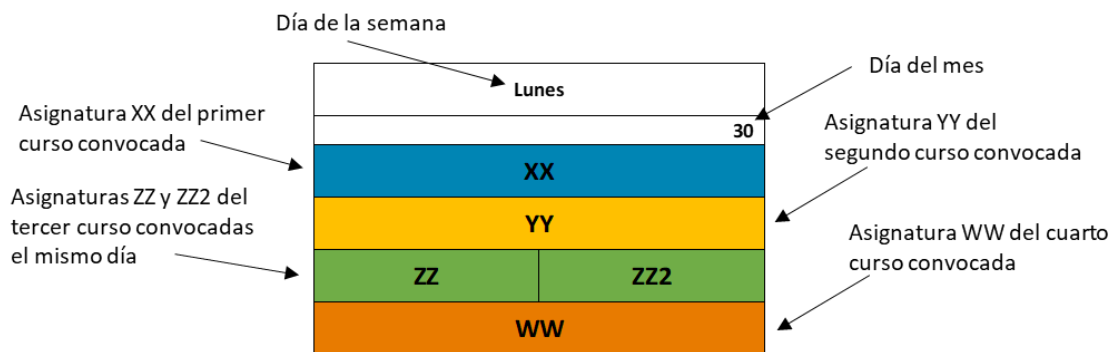 Día de la semana
Lunes
Día del mes
30
Asignatura XX del primer
curso convocada
XX
Asignatura YY del
segundo curso convocada
YY
Asignaturas ZZ y ZZ2 del
tercer curso convocadas
el mismo día
ZZ
ZZ2
Asignatura WW del cuarto
curso convocada
WW